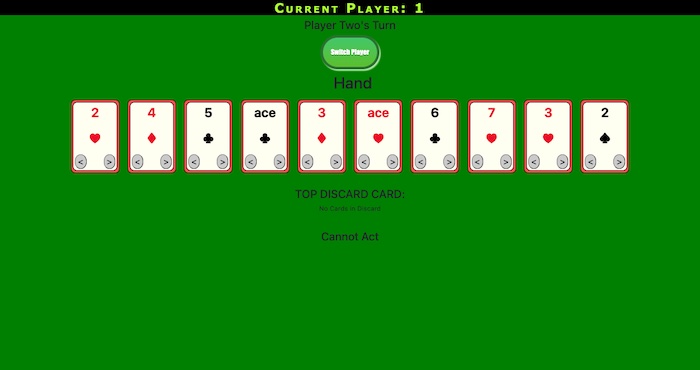 Current Player: 1
Player Two's Turn
Switch Player
Hand
2 4 5 ace 3 ace 6 7 3 2
< > < > < > < > < > < > < > < > < > < >
TOP DISCARD CARD:
No Cards In Discard
Cannot Act